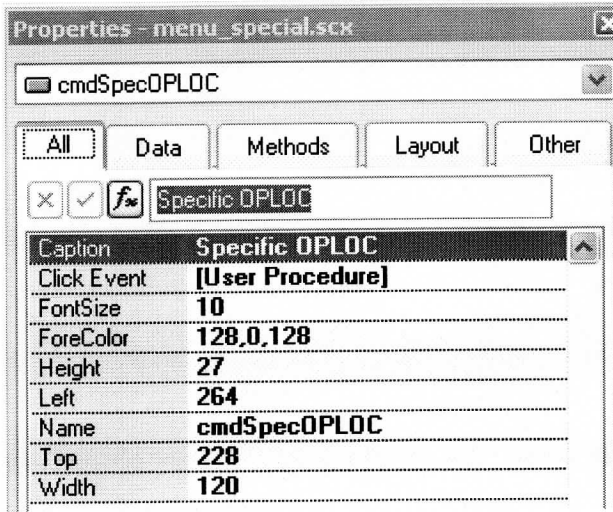 Properties - menu_special.scx
cmdSpecOPLOC
All Data Methods Layout Other
fx Specific OPLOC
Caption Specific OPLOC
Click Event [User Procedure]
FontSize 10
ForeColor 128,0,128
Height 27
Left 264
Name cmdSpecOPLOC
Top 228
Width 120